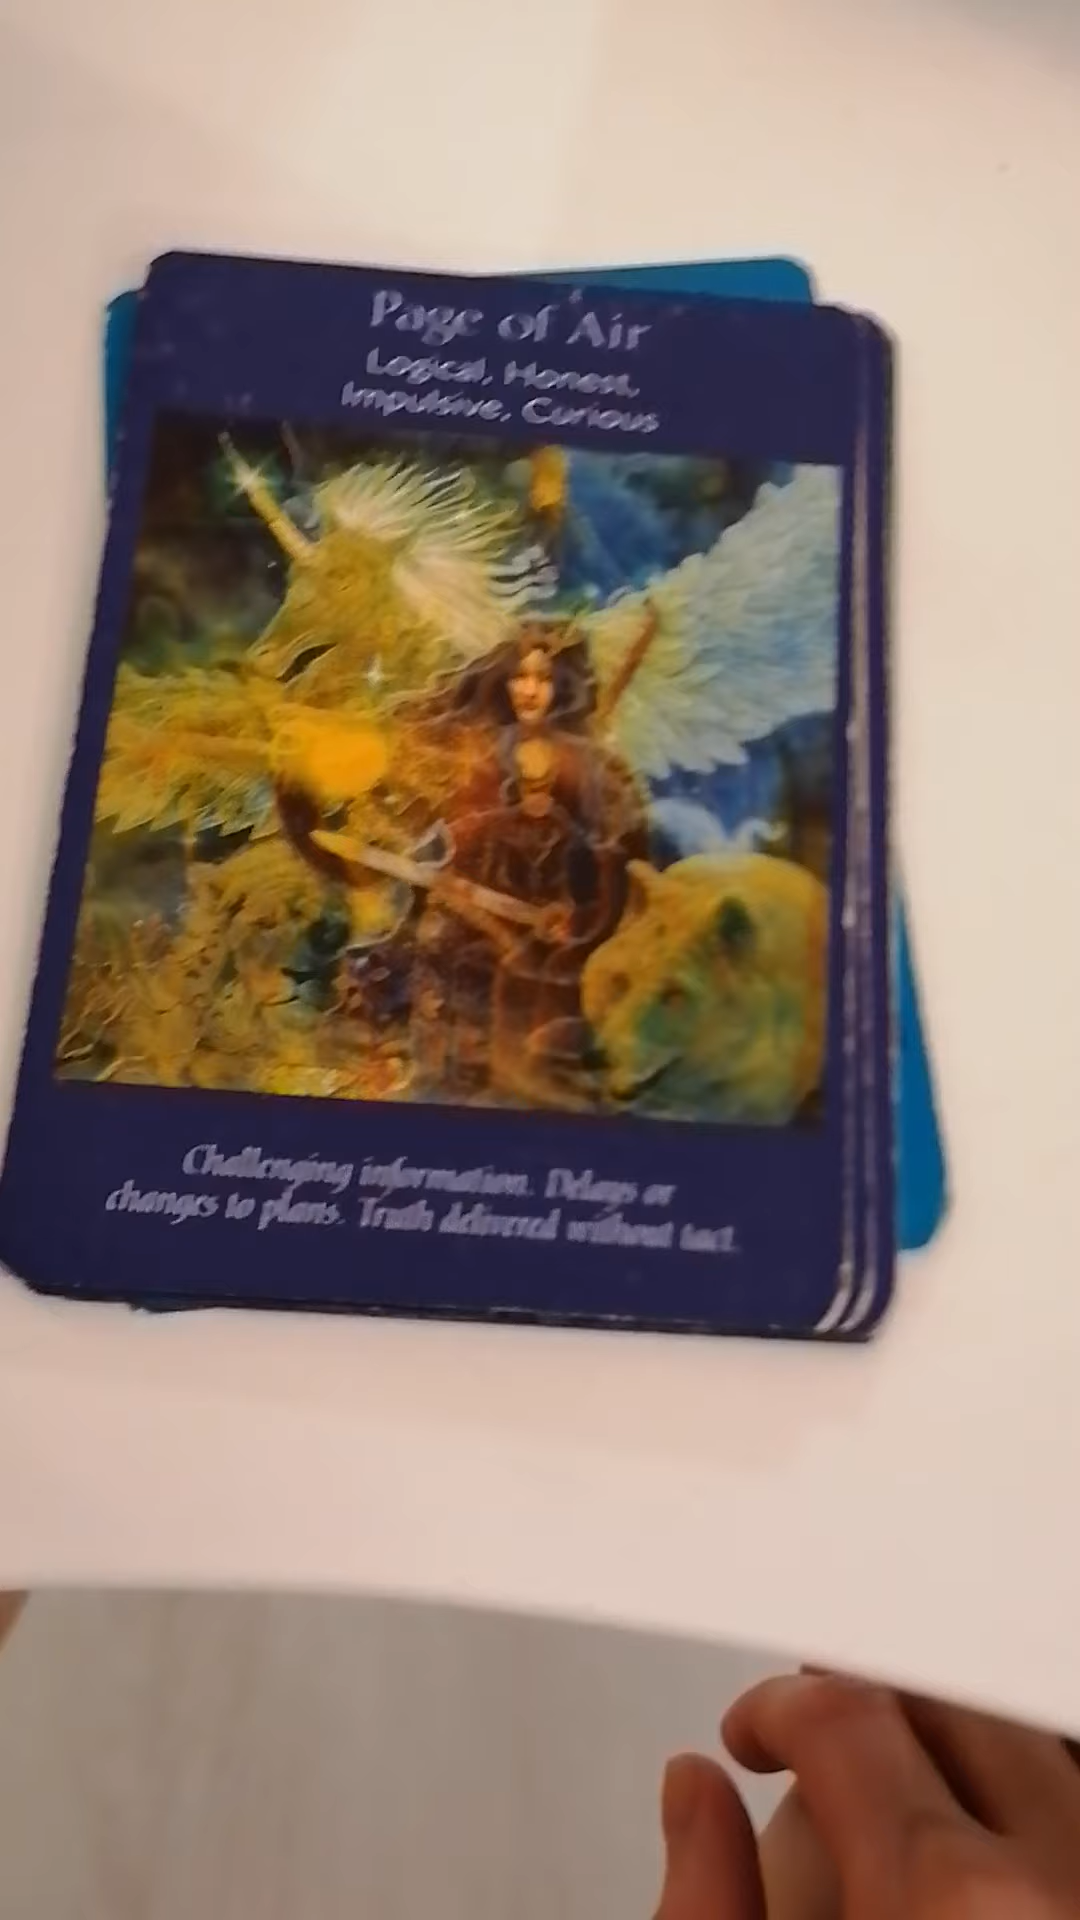 Page of Air
Logical, Honest,
Impulsive, Curious
Challenging information. Delays or
changes to plans. Truth delivered without tact.